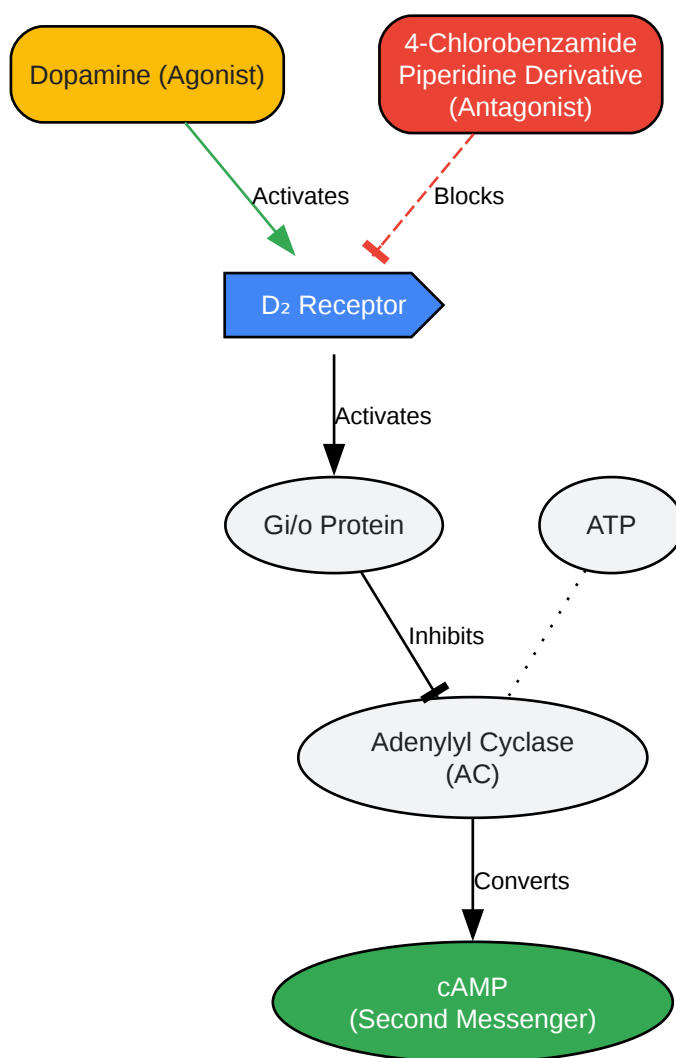 Dopamine (Agonist)
4-Chlorobenzamide
Piperidine Derivative
(Antagonist)
Activates
Blocks
D₂ Receptor
Activates
Gi/o Protein
ATP
Inhibits
Adenylyl Cyclase
(AC)
Converts
cAMP
(Second Messenger)